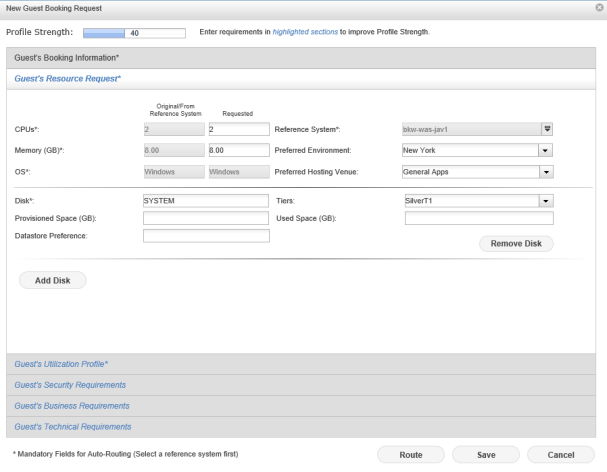 New Guest Booking Request
Profile Strength: 40 Enter requirements in highlighted sections to improve Profile Strength.
Guest's Booking Information*
Guest's Resource Request*
Original/From
Reference System Requested
CPUs*: 2 2 Reference System*: bkw-was-jav1
Memory (GB)*: 8.00 8.00 Preferred Environment: New York
OS*: Windows Windows Preferred Hosting Venue: General Apps
Disk*: SYSTEM Tiers: SilverT1
Provisioned Space (GB): Used Space (GB):
Datastore Preference:
Remove Disk
Add Disk
Guest's Utilization Profile*
Guest's Security Requirements
Guest's Business Requirements
Guest's Technical Requirements
* Mandatory Fields for Auto-Routing (Select a reference system first) Route Save Cancel